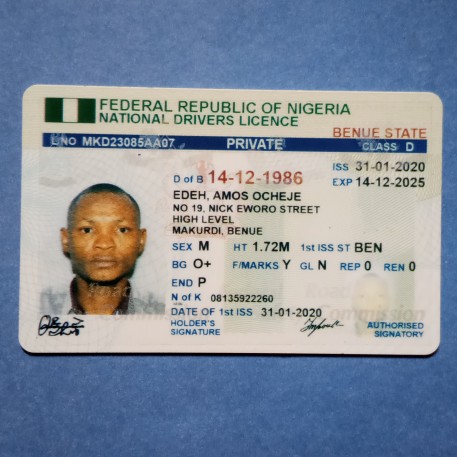 FEDERAL REPUBLIC OF NIGERIA
NATIONAL DRIVERS LICENCE
BENUE STATE
L/NO MKD23085AA07 PRIVATE CLASS D
ISS 31-01-2020
D of B 14-12-1986 EXP 14-12-2025
EDEH, AMOS OCHEJE
NO 19, NICK EWORO STREET
HIGH LEVEL
MAKURDI, BENUE
SEX M HT 1.72M 1st ISS ST BEN
BG O+ F/MARKS Y GL N REP 0 REN 0
END P
N of K 08135922260
DATE OF 1st ISS 31-01-2020
HOLDER'S SIGNATURE
AUTHORISED SIGNATORY
Commission